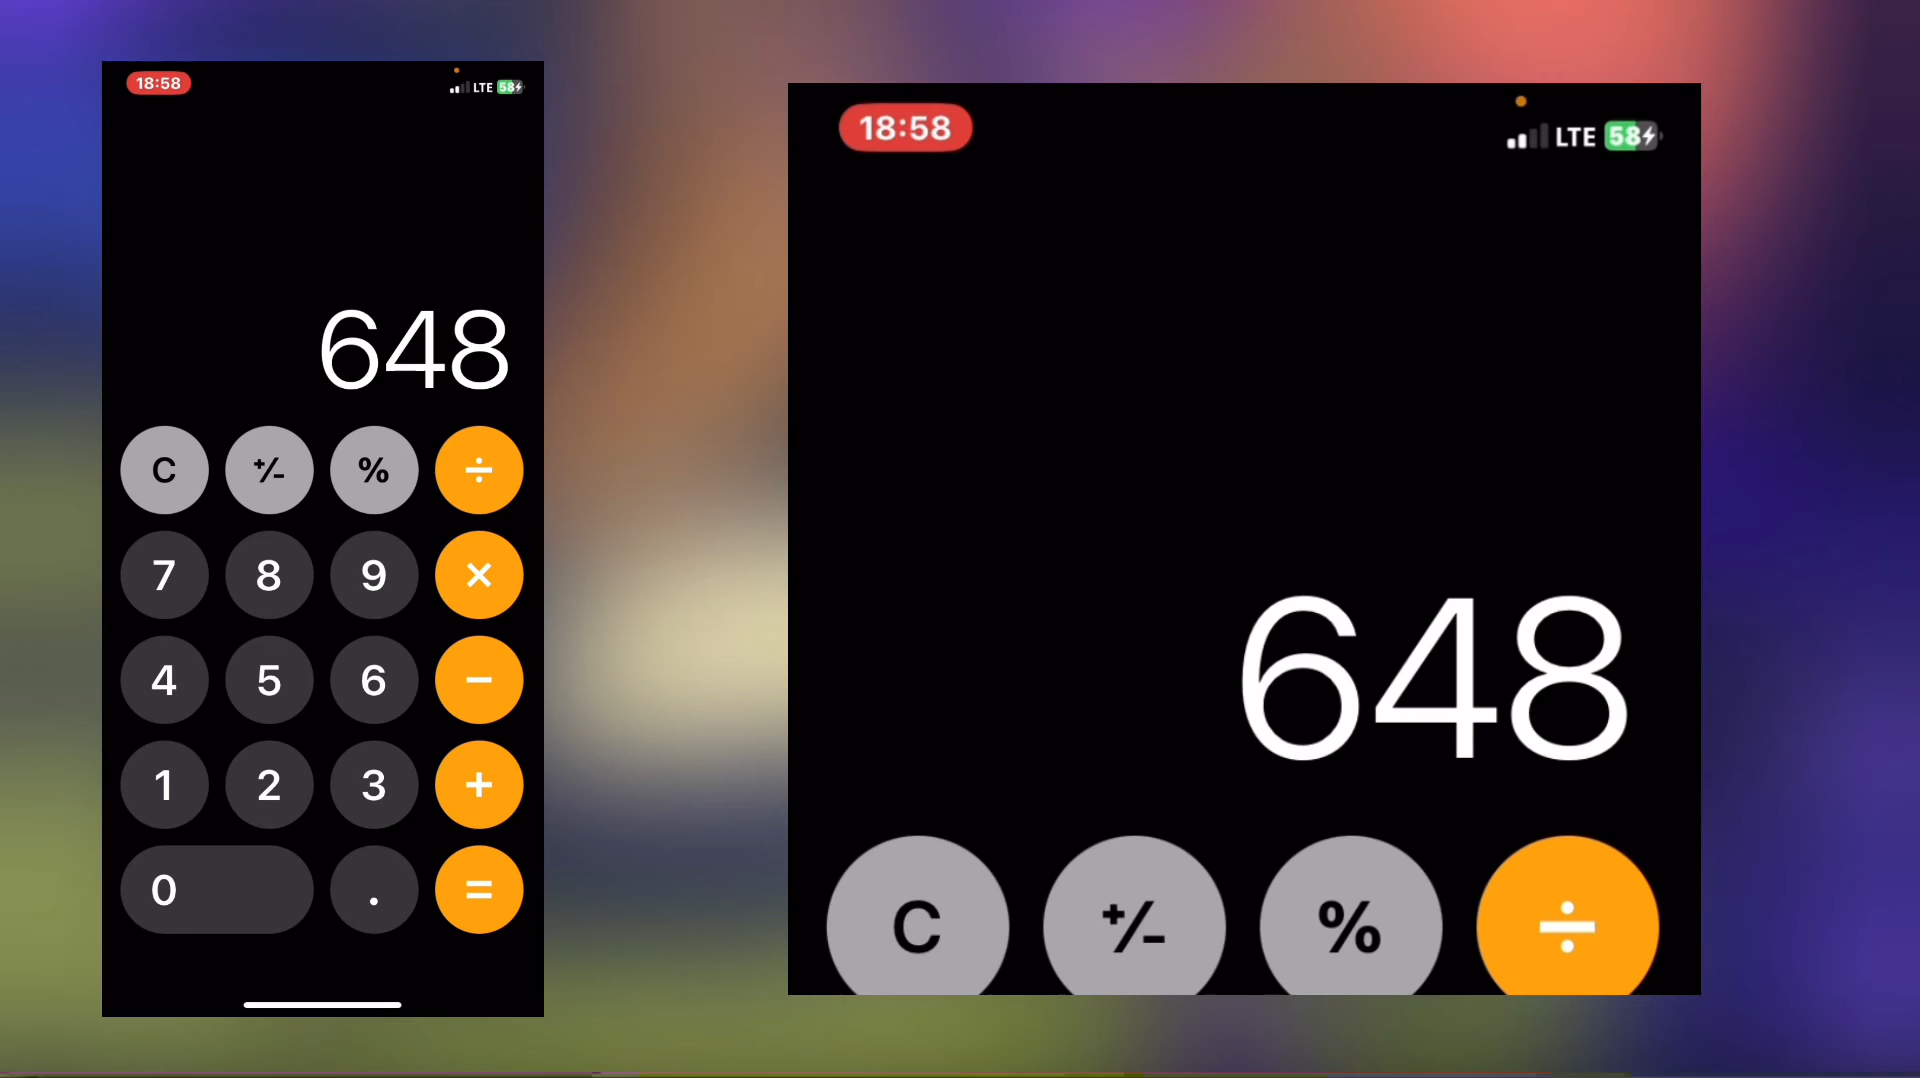 18:58 LTE 58
648
C +/- % ÷
7 8 9 ×
4 5 6 −
1 2 3 +
0 . =
18:58 LTE 58
648
C +/- % ÷